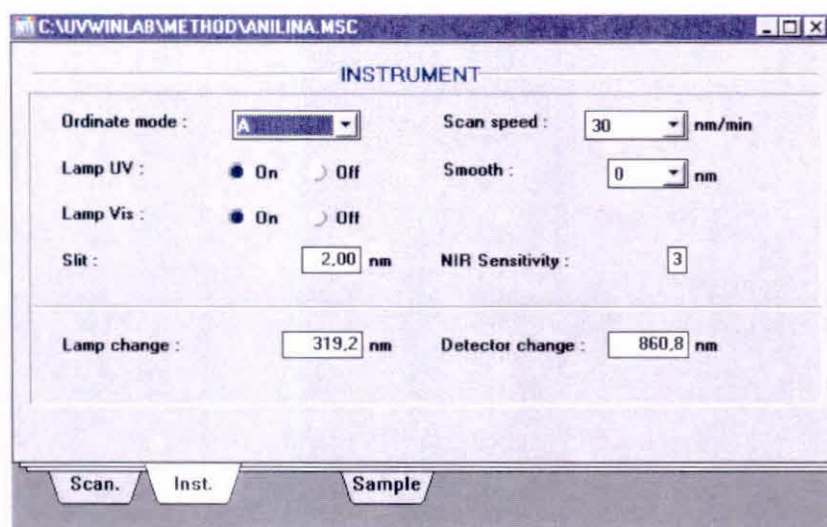 C:\UVWINLAB\METHOD\ANILINA.MSC
INSTRUMENT
Ordinate mode : A Scan speed : 30 nm/min
Lamp UV : On Off Smooth : 0 nm
Lamp Vis : On Off
Slit : 2,00 nm NIR Sensitivity : 3
Lamp change : 319,2 nm Detector change : 860,8 nm
Scan. Inst. Sample